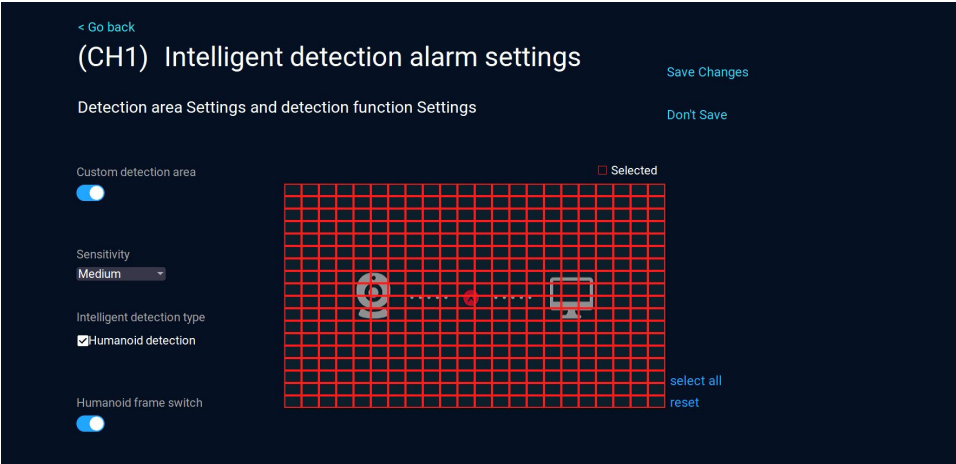 < Go back
(CH1) Intelligent detection alarm settings
Save Changes
Detection area Settings and detection function Settings
Don't Save
Custom detection area
Selected
Sensitivity
Medium
Intelligent detection type
Humanoid detection
select all
Humanoid frame switch
reset